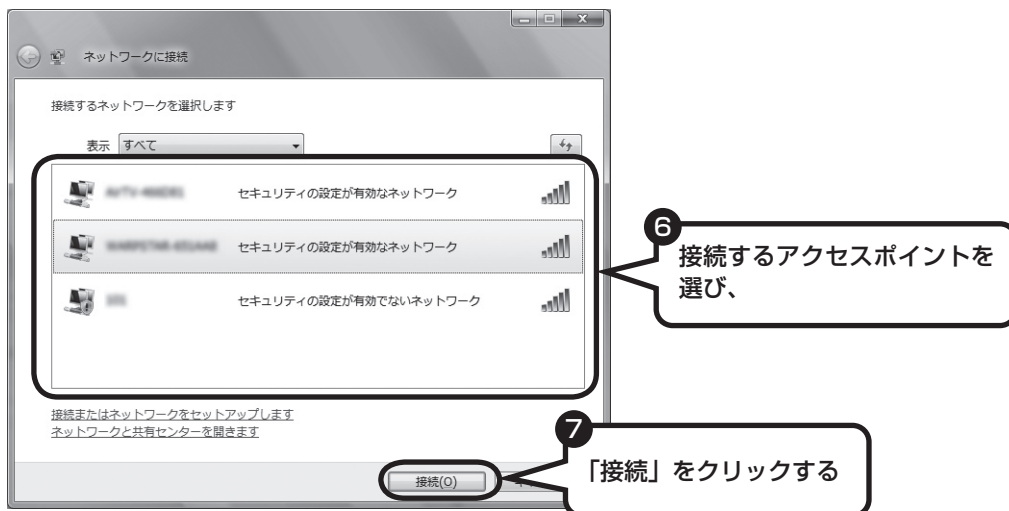 ネットワークに接続
接続するネットワークを選択します
表示 すべて
セキュリティの設定が有効なネットワーク
セキュリティの設定が有効なネットワーク
セキュリティの設定が有効でないネットワーク
6
接続するアクセスポイントを
選び、
接続またはネットワークをセットアップします
ネットワークと共有センターを開きます
7
「接続」をクリックする
接続(O)